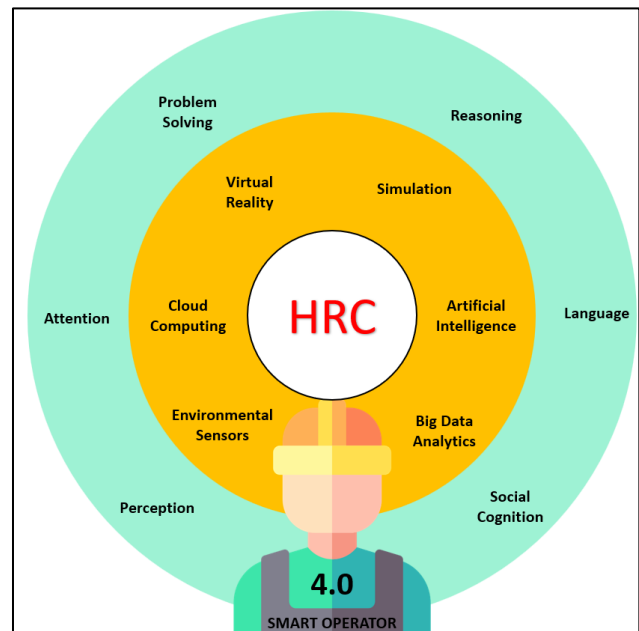 Problem
Solving
Reasoning
Virtual
Reality
Simulation
Attention
Cloud
Computing
HRC
Artificial
Intelligence
Language
Environmental
Sensors
Big Data
Analytics
Perception
Social
Cognition
4.0
SMART OPERATOR